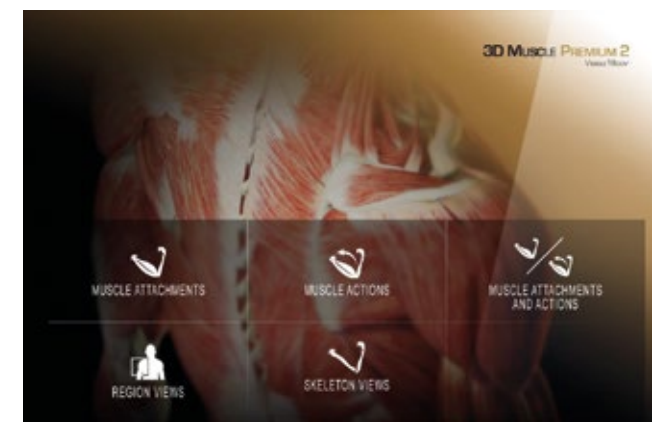 3D MUSCLE PREMIUM 2
MUSCLE ATTACHMENTS
MUSCLE ACTIONS
MUSCLE ATTACHMENTS
AND ACTIONS
REGION VIEWS
SKELETON VIEWS